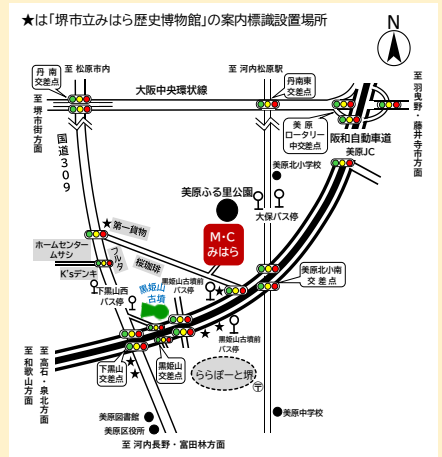 ★は「堺市立みはら歴史博物館」の案内標識設置場所
N
至 松原市内
至 河内松原駅
丹 南
交差点
丹南東
交差点
大阪中央環状線
至 堺市街方面
至 羽曳野・藤井寺市方面
美 原
ロータリー
中交差点
阪和自動車道
美原JC
国道309
美原北小学校
美原ふる里公園
大保バス停
★
第一貨物
M・C
みはら
ホームセンター
ムサシ
プルタ
桜珈琲
K'sデンキ
下黒山西
バス停
黒姫山
古墳
黒姫山古墳前
バス停
★
美原北小南
交 差 点
★
★
黒姫山古墳前
バス停
下黒山
交差点
黒姫山
交差点
★
★
ららぽーと堺
〒
至 高石・泉北方面
至 和歌山方面
美原図書館
美原区役所
美原中学校
至 河内長野・富田林方面